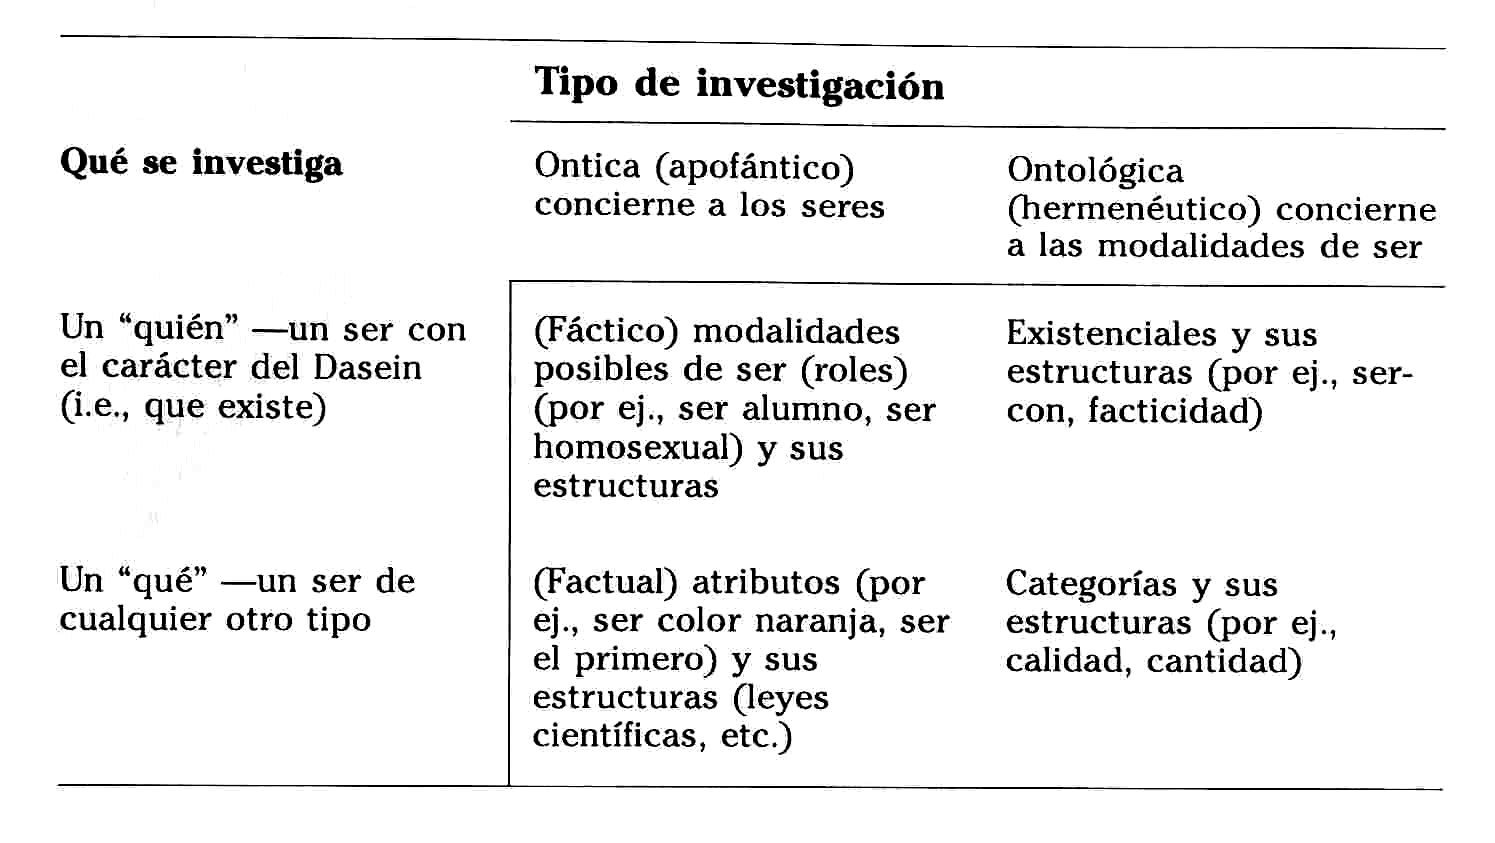 Tipo de investigación
Qué se investiga
Ontica (apofántico)
concierne a los seres
Ontológica
(hermenéutico) concierne
a las modalidades de ser
Un “quién” —un ser con
el carácter del Dasein
(i.e., que existe)
(Fáctico) modalidades
posibles de ser (roles)
(por ej., ser alumno, ser
homosexual) y sus
estructuras
Existenciales y sus
estructuras (por ej., ser-
con, facticidad)
Un “qué” —un ser de
cualquier otro tipo
(Factual) atributos (por
ej., ser color naranja, ser
el primero) y sus
estructuras (leyes
científicas, etc.)
Categorías y sus
estructuras (por ej.,
calidad, cantidad)